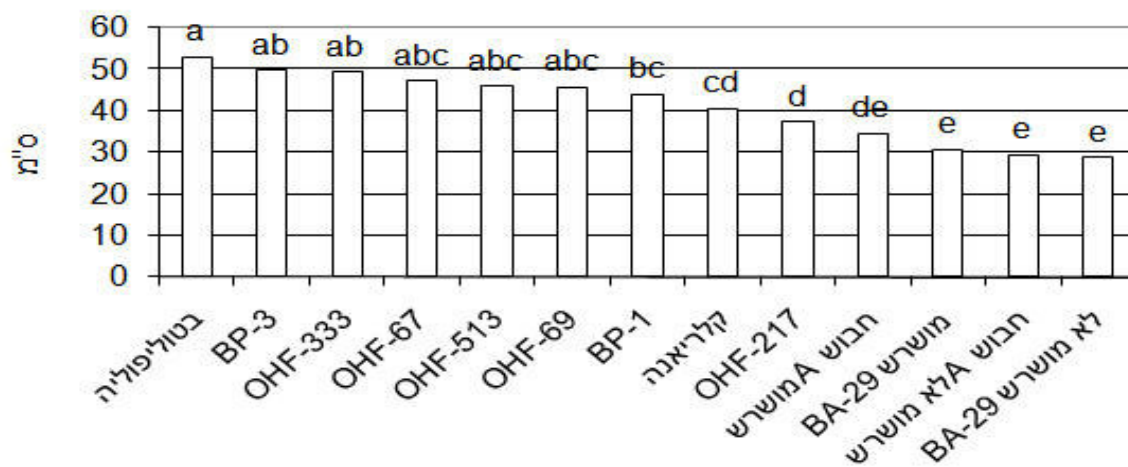 60
50
40
30
20
10
0
ס"מ
a
ab
ab
abc
abc
abc
bc
cd
d
de
e
e
e
בטוליפוליה
BP-3
OHF-333
OHF-67
OHF-513
OHF-69
BP-1
קלריאנה
OHF-217
חבוש A מושרש
BA-29 מושרש
חבוש A לא מושרש
BA-29 לא מושרש